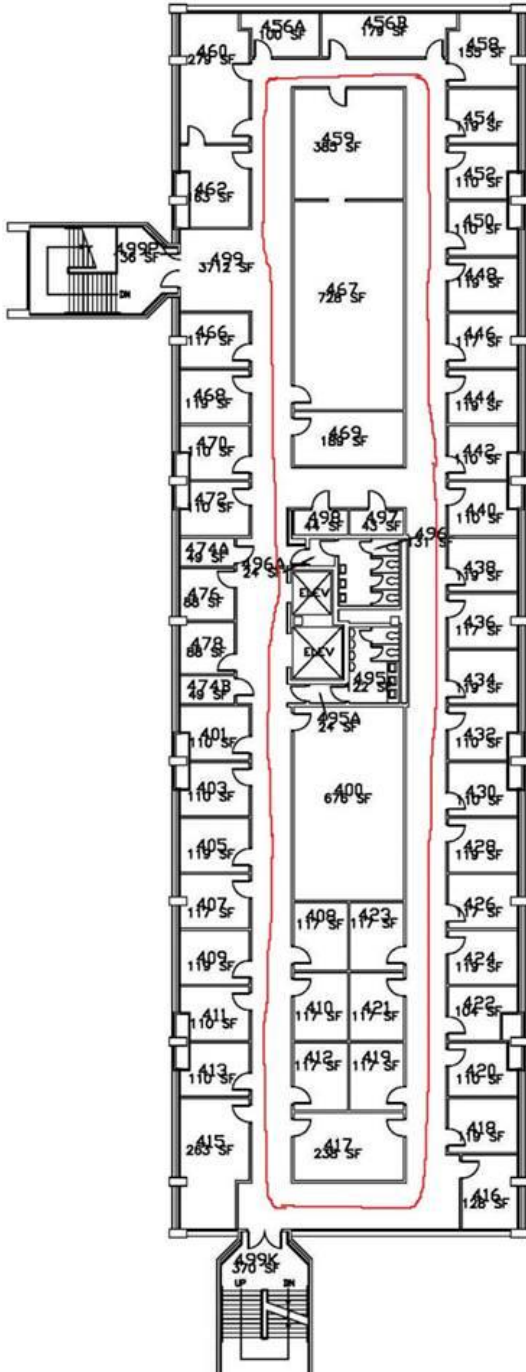 456A
100 SF
456B
179 SF
460
279 SF
458
155 SF
454
119 SF
459
385 SF
452
110 SF
462
163 SF
450
110 SF
499P
136 SF
499
3712 SF
448
119 SF
DN
467
728 SF
466
117 SF
446
117 SF
468
119 SF
444
119 SF
469
189 SF
470
110 SF
442
110 SF
472
110 SF
440
110 SF
498
44 SF
497
43 SF
496
131 SF
474A
49 SF
496A
24 SF
438
119 SF
476
88 SF
ELEV
436
117 SF
478
88 SF
ELEV
434
119 SF
474B
49 SF
495
122 SF
495A
24 SF
401
110 SF
432
110 SF
403
110 SF
400
676 SF
430
110 SF
405
119 SF
428
119 SF
407
117 SF
408
117 SF
423
117 SF
426
117 SF
409
119 SF
424
119 SF
411
110 SF
410
117 SF
421
117 SF
422
104 SF
413
110 SF
412
117 SF
419
117 SF
420
110 SF
415
263 SF
417
238 SF
418
119 SF
416
128 SF
499K
370 SF
UP
DN